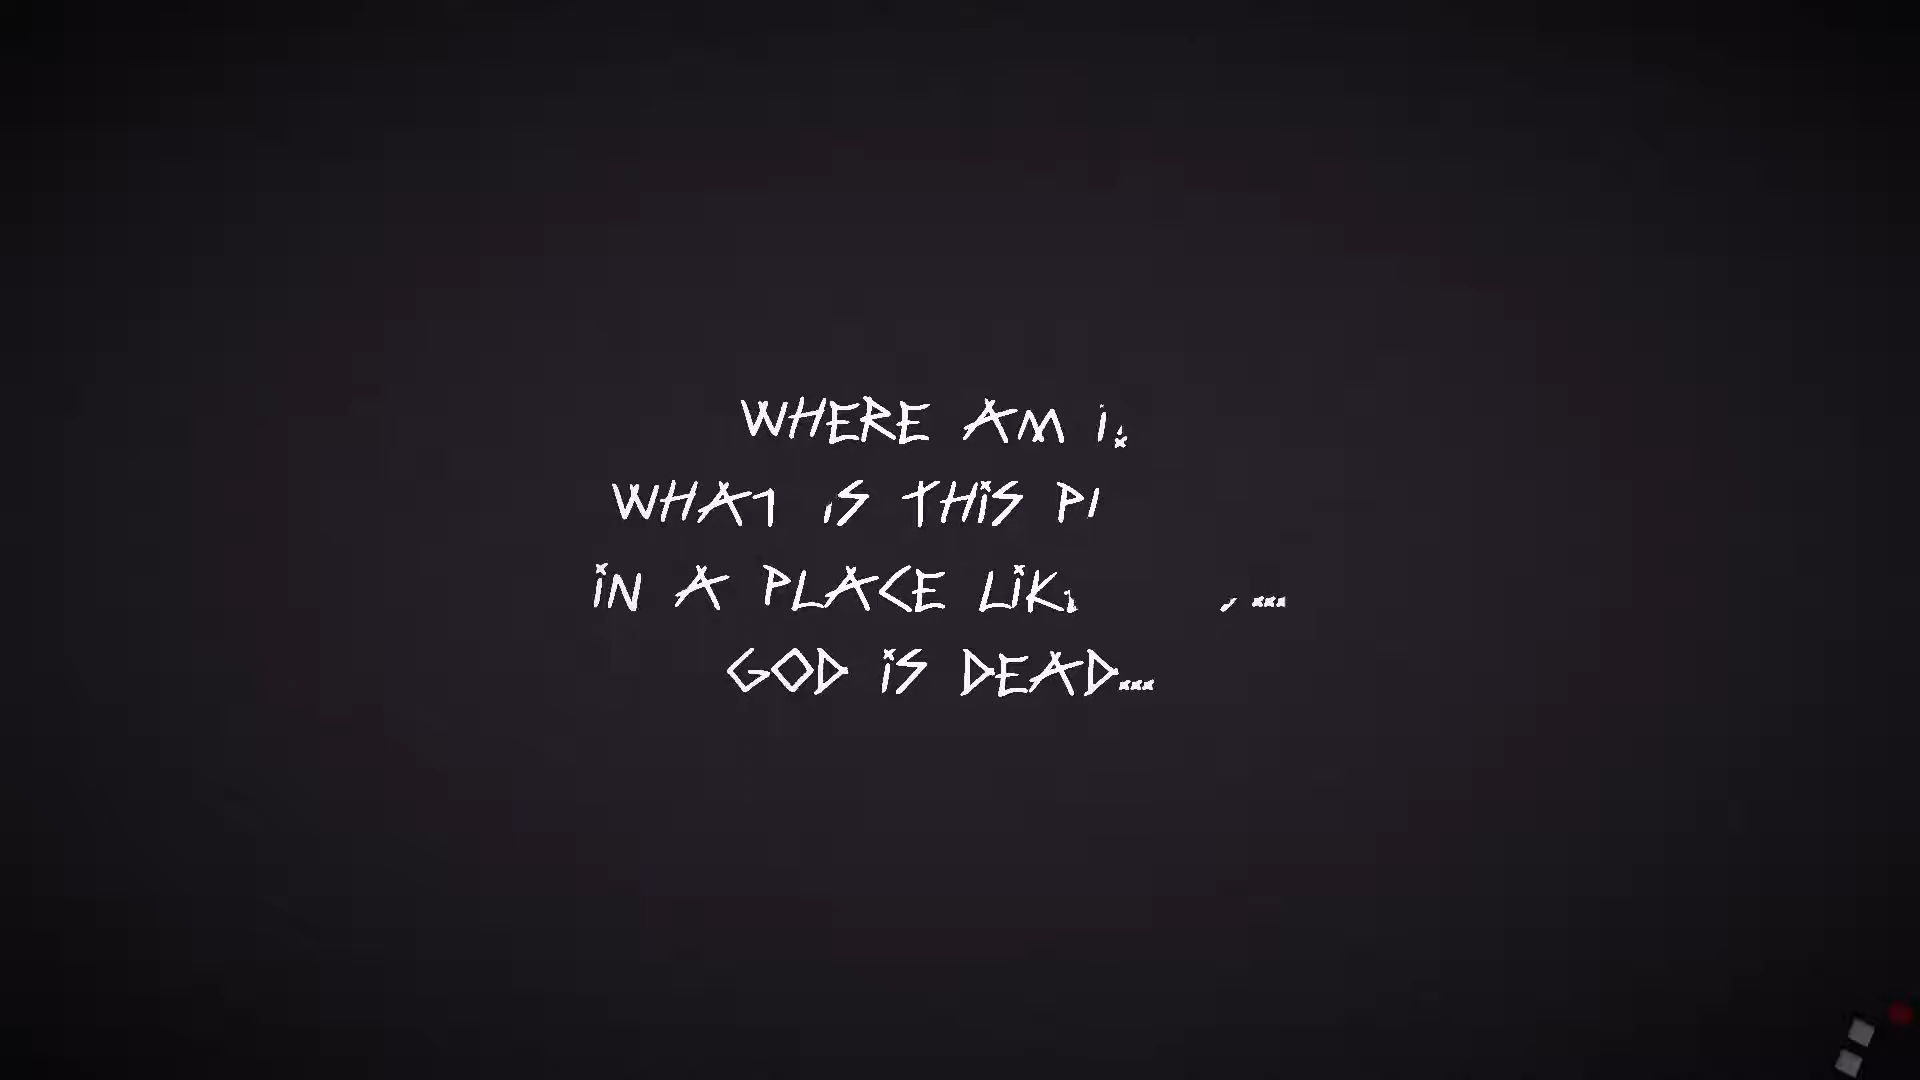 WHERE AM I
WHAT IS THIS
IN A PLACE ...
GOD IS DEAD...